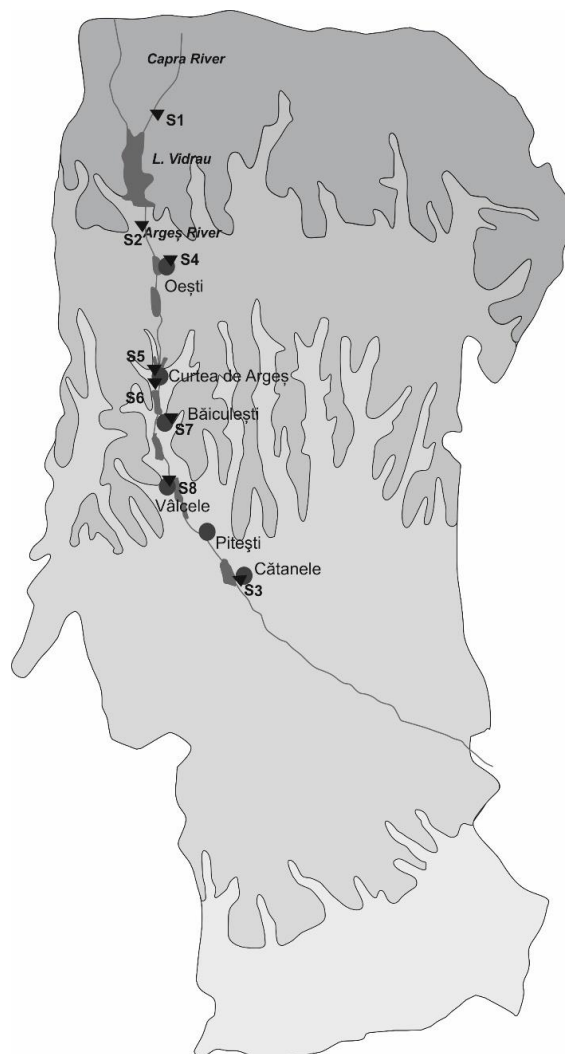 Capra River
S1
L. Vidrau
S2
Argeș River
S4
Oești
S5
Curtea de Argeș
S6
Băiculești
S7
S8
Vâlcele
Pitești
Cătanele
S3